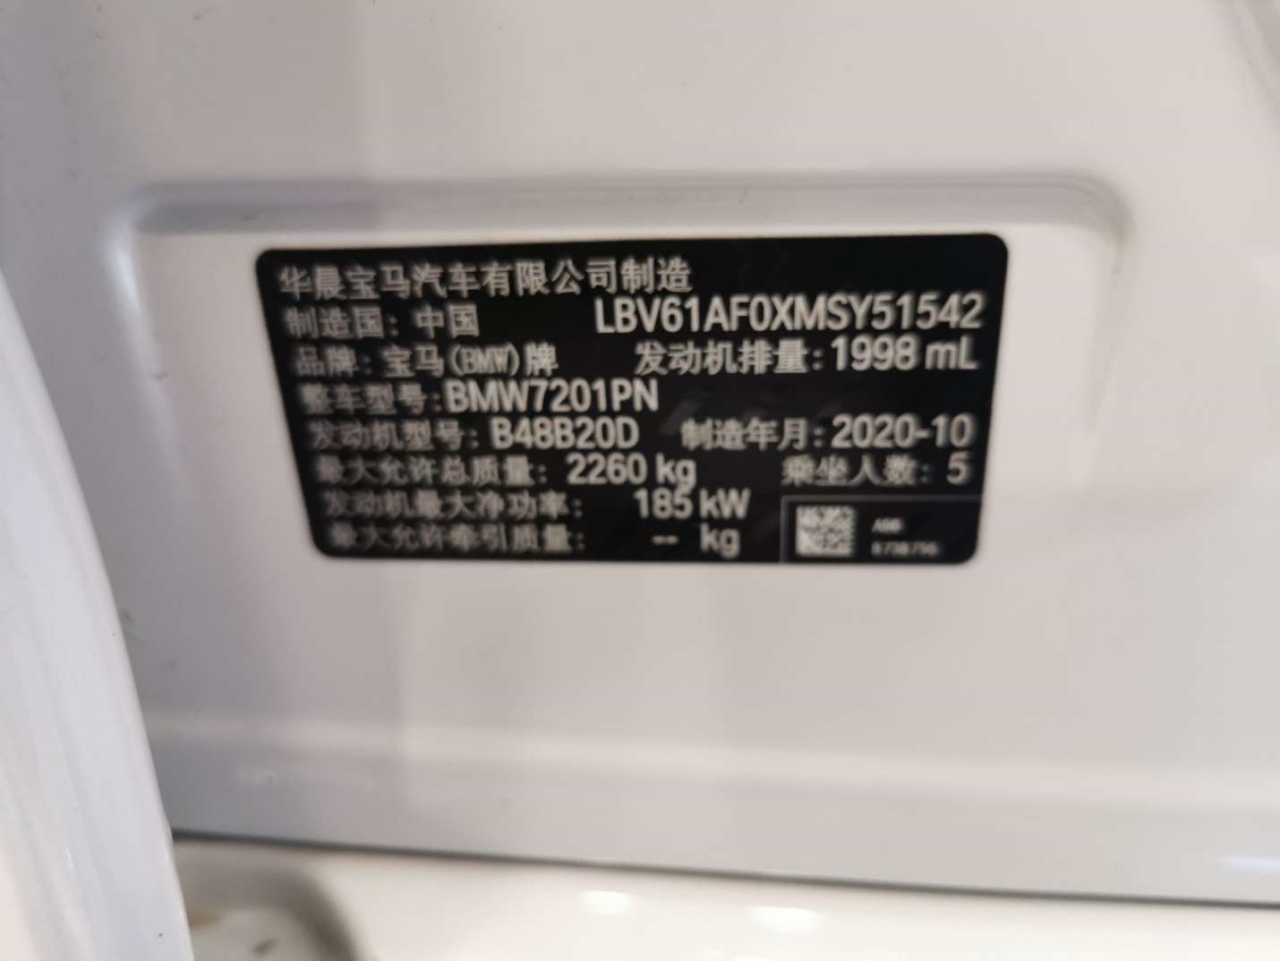 华晨宝马汽车有限公司制造
制造国：中国 LBV61AF0XMSY51542
品牌：宝马(BMW)牌 发动机排量：1998 mL
整车型号：BMW7201PN
发动机型号：B48B20D 制造年月：2020-10
最大允许总质量：2260 kg 乘坐人数：5
发动机最大净功率：185 kW
最大允许牵引质量：-- kg